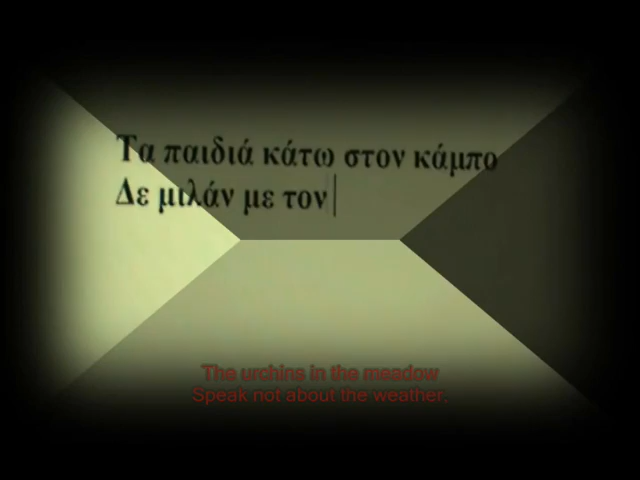 Τα παιδιά κάτω στον κάμπο
Δε μιλάν με τον
The urchins in the meadow
Speak not about the weather,